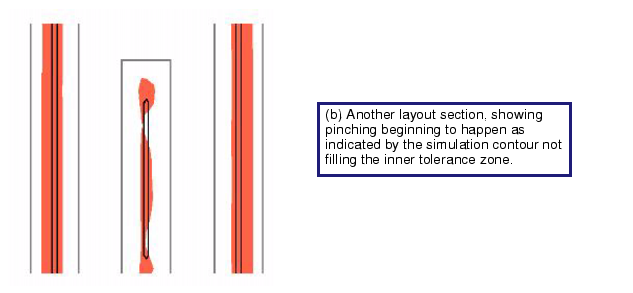 (b) Another layout section, showing
pinching beginning to happen as
indicated by the simulation contour not
filling the inner tolerance zone.